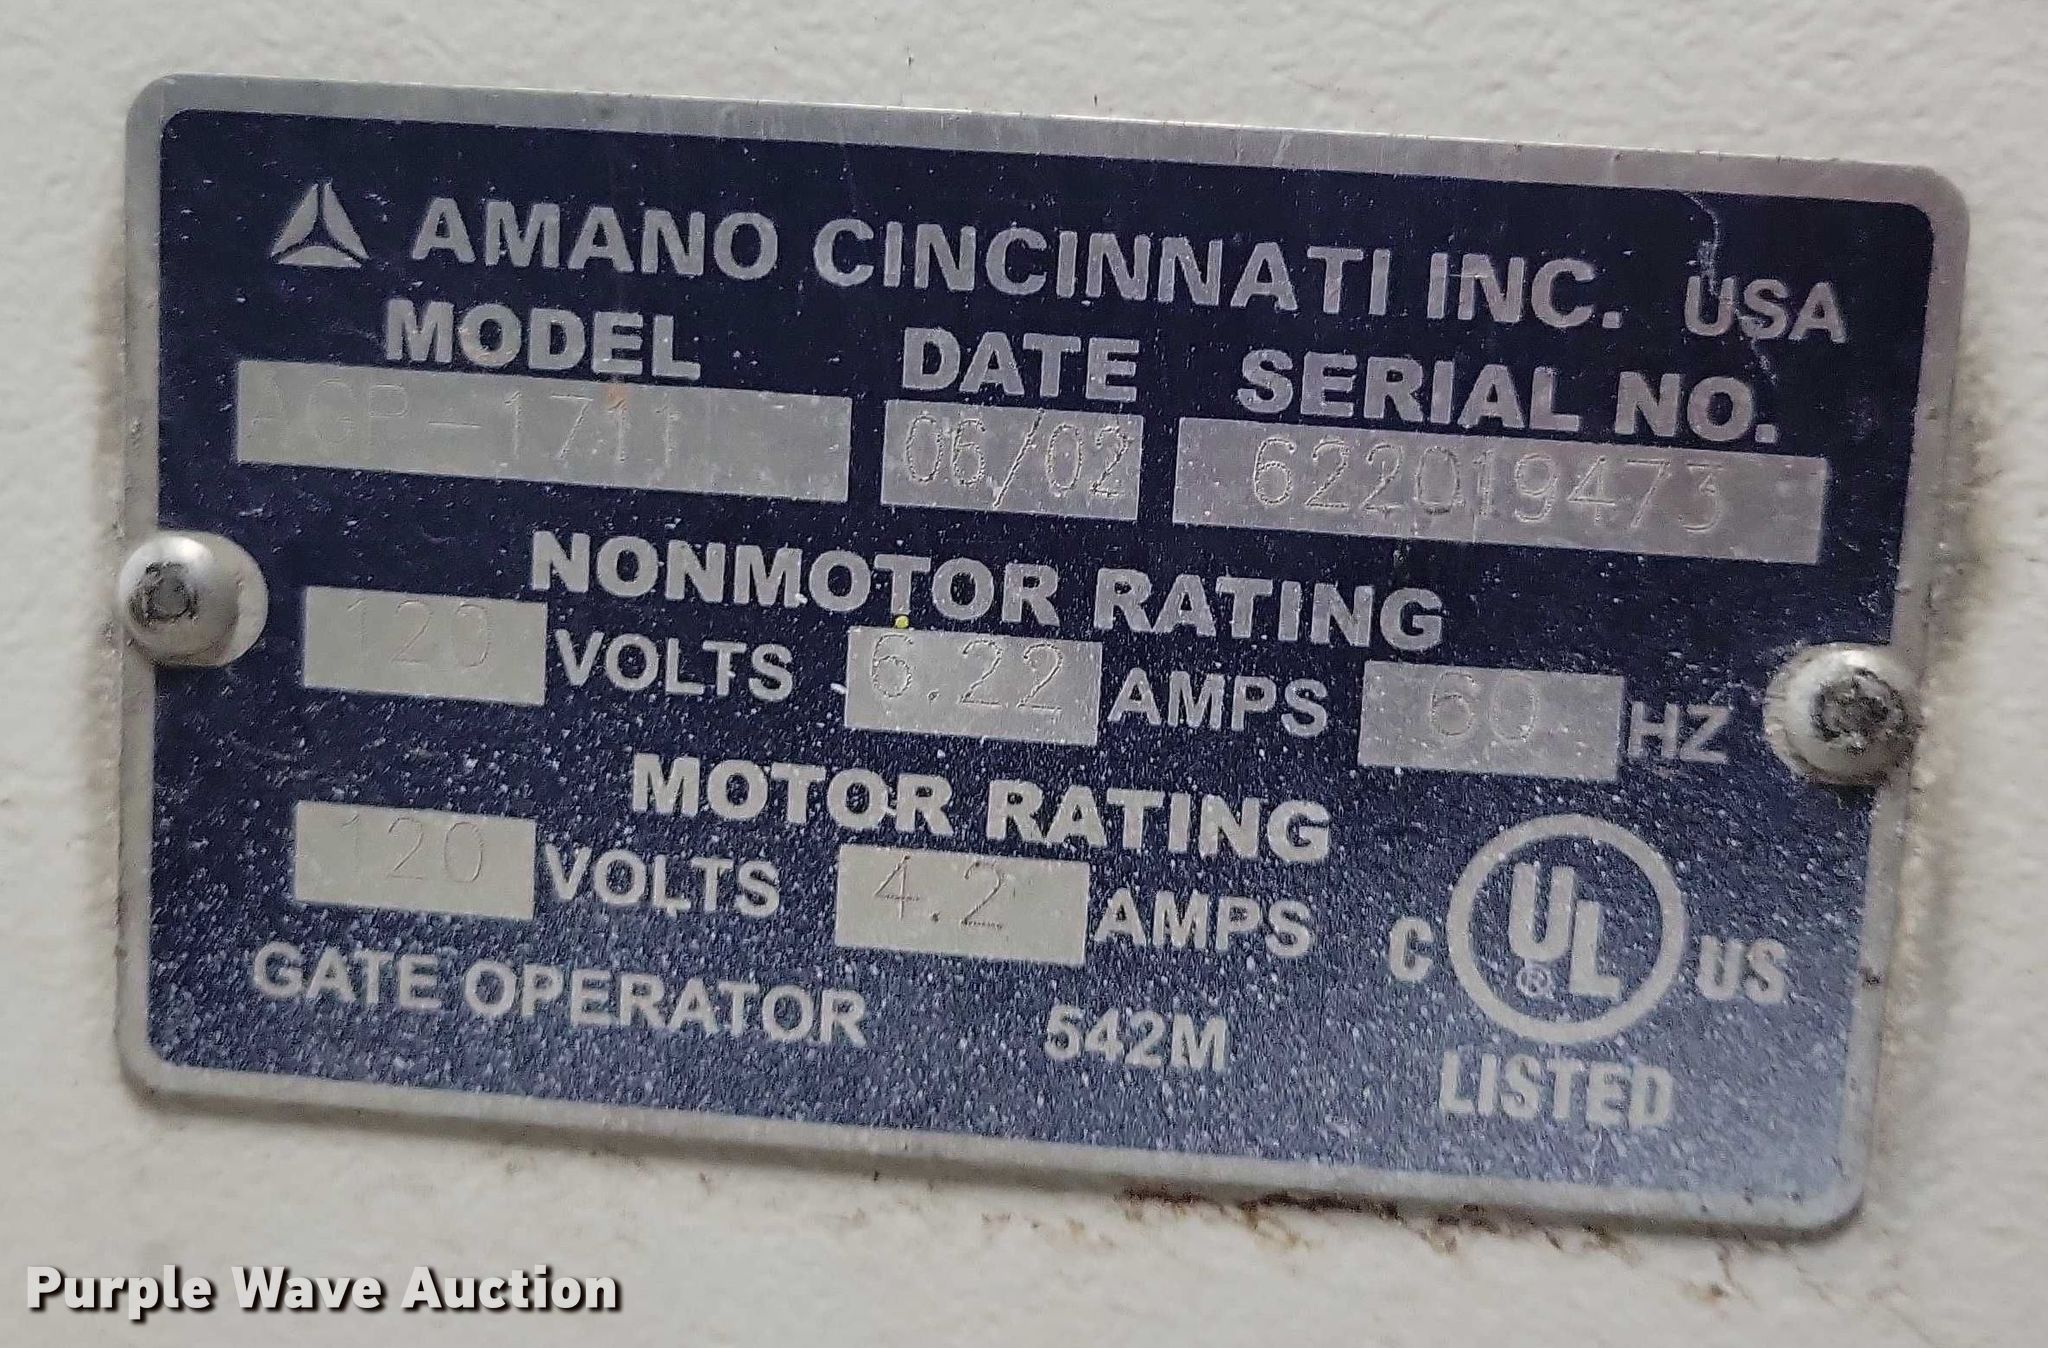 AMANO CINCINNATI INC. USA
MODEL DATE SERIAL NO.
AGP-1711 06/02 622019473
NONMOTOR RATING
120 VOLTS 6.22 AMPS 60 HZ
MOTOR RATING
120 VOLTS 4.2 AMPS
GATE OPERATOR 542M
C UL® US
LISTED
Purple Wave Auction